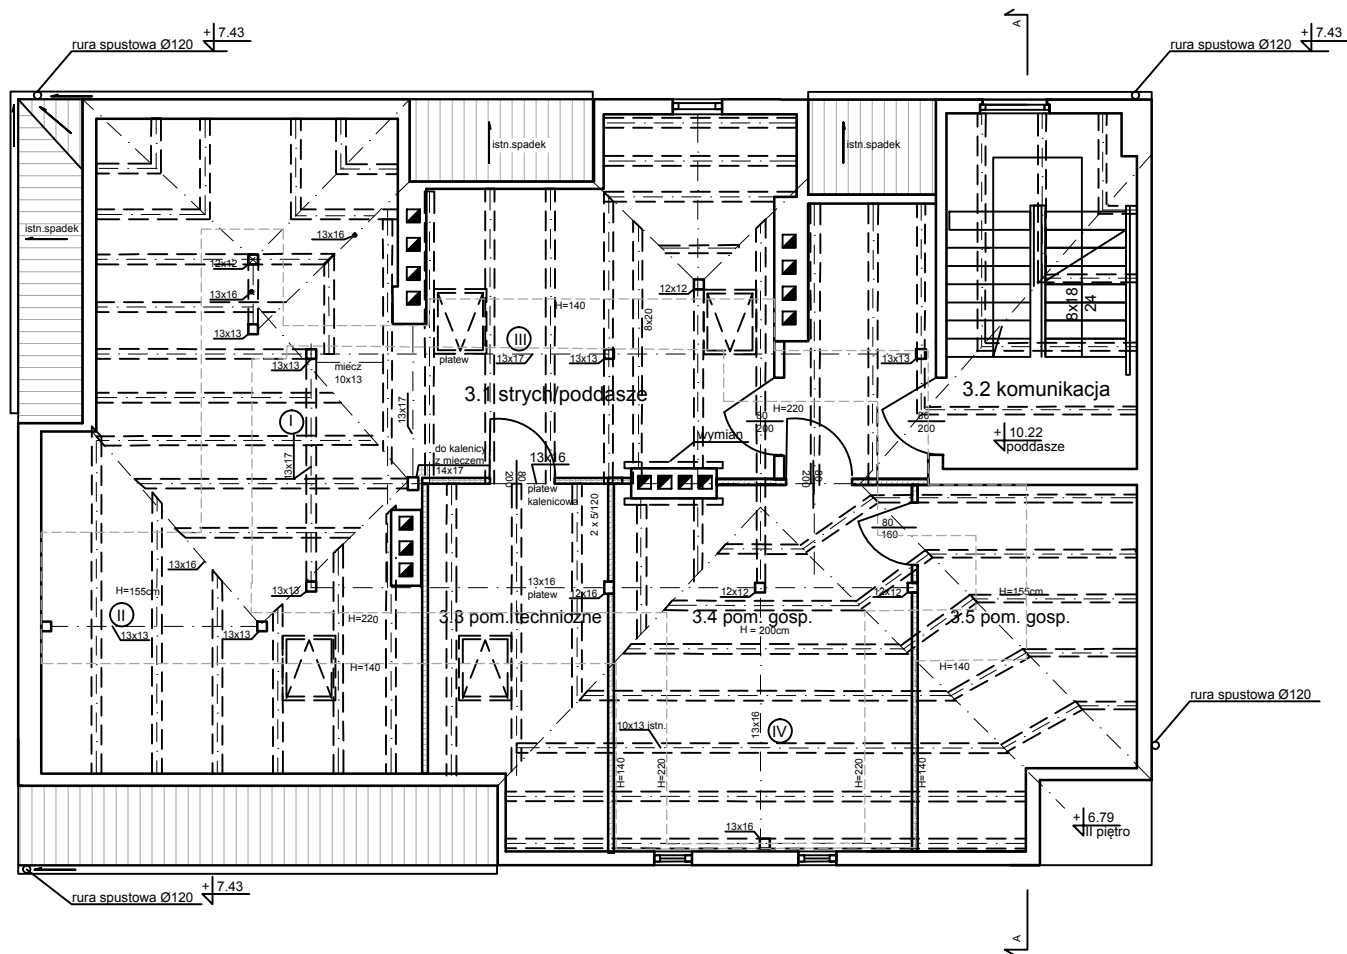 A
+ 7.43
rura spustowa Ø120
+ 7.43
rura spustowa Ø120
istn.spadek
istn.spadek
istn.spadek
13x16
12x12
13x16
13x13
12x12
H=140
8x20
8x18
24
III
płatew
13x17
13x13
13x13
13x13
miecz
10x13
3.1 strych/poddasze
3.2 komunikacja
13x17
H=220
80
200
80
200
I
wymian
+ 10.22
poddasze
do kalenicy
z mieczem
14x17
13x16
13x17
80
200
80
200
płatew
kalenicowa
2 x 5/120
80
160
13x16
H=155cm
13x13
13x16
płatew
12x16
12x12
12x12
H=155cm
II
H=220
3.3 pom. techniczne
3.4 pom. gosp.
3.5 pom. gosp.
H = 200cm
13x13
13x13
H=140
H=140
rura spustowa Ø120
10x13 istn.
13x16
IV
H=140
H=220
H=220
H=140
13x16
+ 6.79
III piętro
+ 7.43
rura spustowa Ø120
A